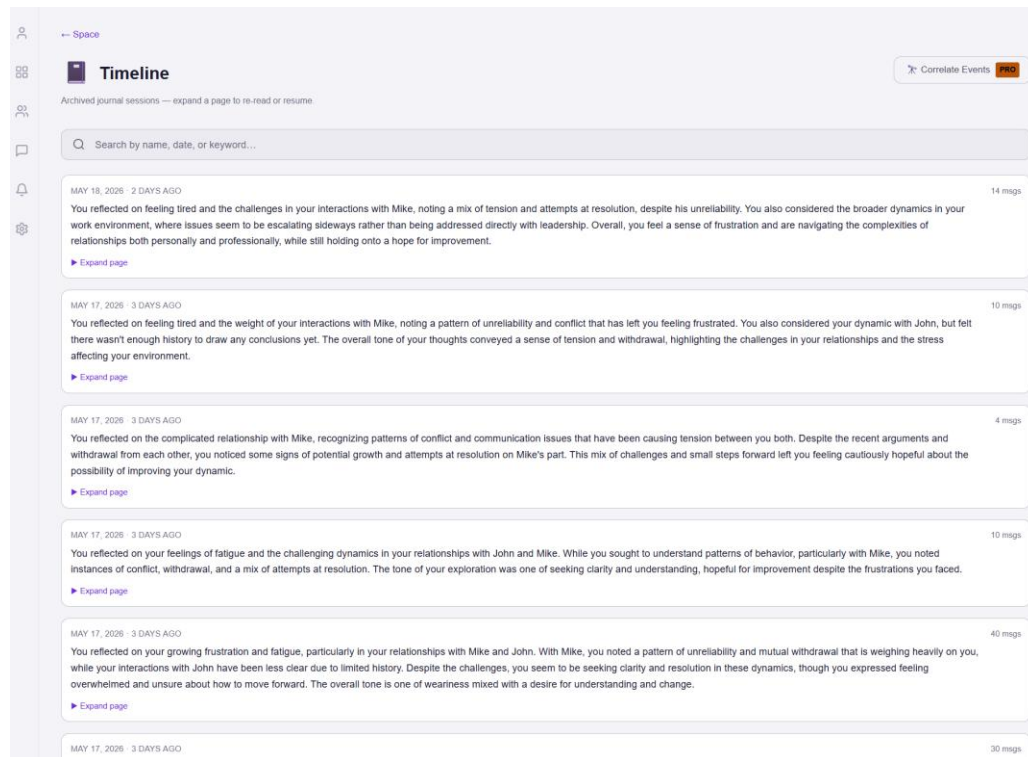 ← Space
Timeline
Correlate Events PRO
Archived journal sessions — expand a page to re-read or resume.
Search by name, date, or keyword…
MAY 18, 2026 · 2 DAYS AGO
14 msgs
You reflected on feeling tired and the challenges in your interactions with Mike, noting a mix of tension and attempts at resolution, despite his unreliability. You also considered the broader dynamics in your
work environment, where issues seem to be escalating sideways rather than being addressed directly with leadership. Overall, you feel a sense of frustration and are navigating the complexities of
relationships both personally and professionally, while still holding onto a hope for improvement.
▶ Expand page
MAY 17, 2026 · 3 DAYS AGO
10 msgs
You reflected on feeling tired and the weight of your interactions with Mike, noting a pattern of unreliability and conflict that has left you feeling frustrated. You also considered your dynamic with John, but felt
there wasn't enough history to draw any conclusions yet. The overall tone of your thoughts conveyed a sense of tension and withdrawal, highlighting the challenges in your relationships and the stress
affecting your environment.
▶ Expand page
MAY 17, 2026 · 3 DAYS AGO
4 msgs
You reflected on the complicated relationship with Mike, recognizing patterns of conflict and communication issues that have been causing tension between you both. Despite the recent arguments and
withdrawal from each other, you noticed some signs of potential growth and attempts at resolution on Mike's part. This mix of challenges and small steps forward left you feeling cautiously hopeful about the
possibility of improving your dynamic.
▶ Expand page
MAY 17, 2026 · 3 DAYS AGO
10 msgs
You reflected on your feelings of fatigue and the challenging dynamics in your relationships with John and Mike. While you sought to understand patterns of behavior, particularly with Mike, you noted
instances of conflict, withdrawal, and a mix of attempts at resolution. The tone of your exploration was one of seeking clarity and understanding, hopeful for improvement despite the frustrations you faced.
▶ Expand page
MAY 17, 2026 · 3 DAYS AGO
40 msgs
You reflected on your growing frustration and fatigue, particularly in your relationships with Mike and John. With Mike, you noted a pattern of unreliability and mutual withdrawal that is weighing heavily on you,
while your interactions with John have been less clear due to limited history. Despite the challenges, you seem to be seeking clarity and resolution in these dynamics, though you expressed feeling
overwhelmed and unsure about how to move forward. The overall tone is one of weariness mixed with a desire for understanding and change.
▶ Expand page
MAY 17, 2026 · 3 DAYS AGO
30 msgs